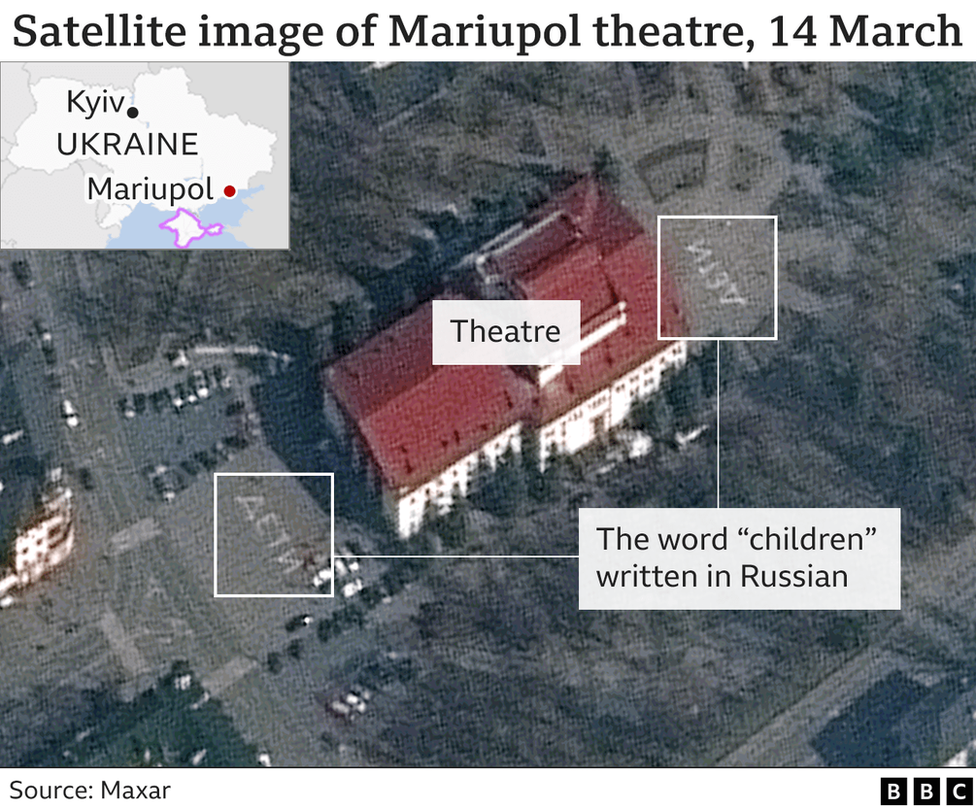 Satellite image of Mariupol theatre, 14 March
Kyiv
UKRAINE
Mariupol
ДЕТИ
Theatre
ДЕТИ
The word “children”
written in Russian
Source: Maxar
BBC